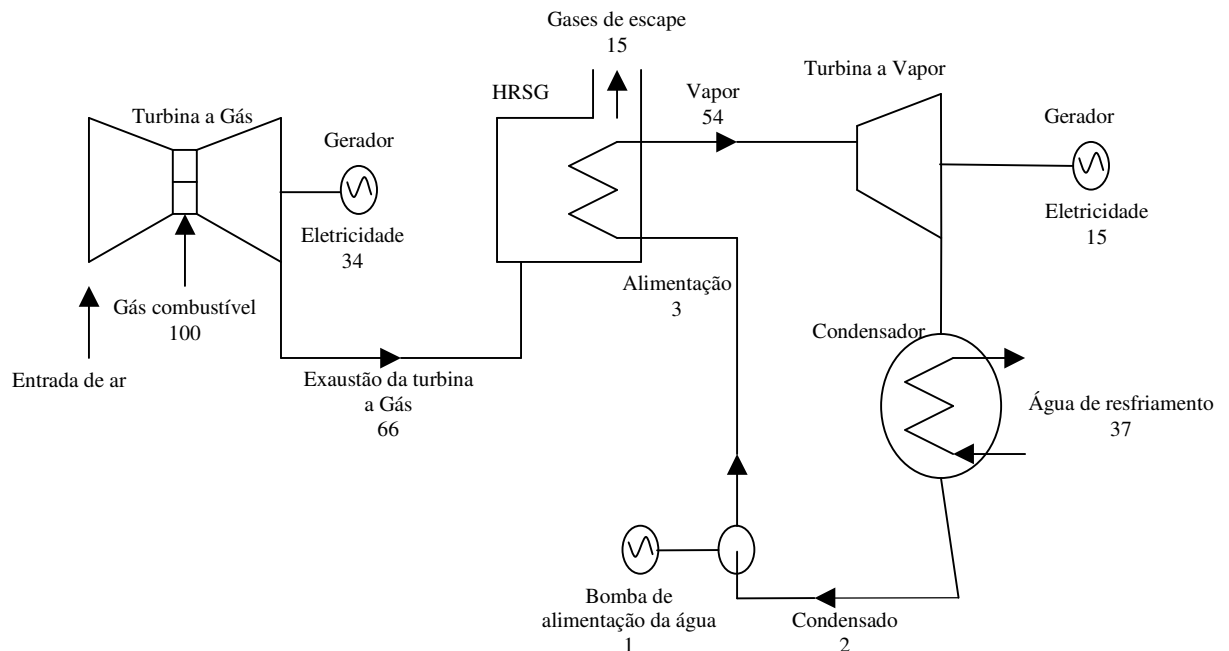 Gases de escape
15
HRSG
Vapor
54
Turbina a Vapor
Turbina a Gás
Gerador
Gerador
Eletricidade
34
Eletricidade
15
Gás combustível
100
Alimentação
3
Entrada de ar
Exaustão da turbina
a Gás
66
Condensador
Água de resfriamento
37
Bomba de
alimentação da água
1
Condensado
2